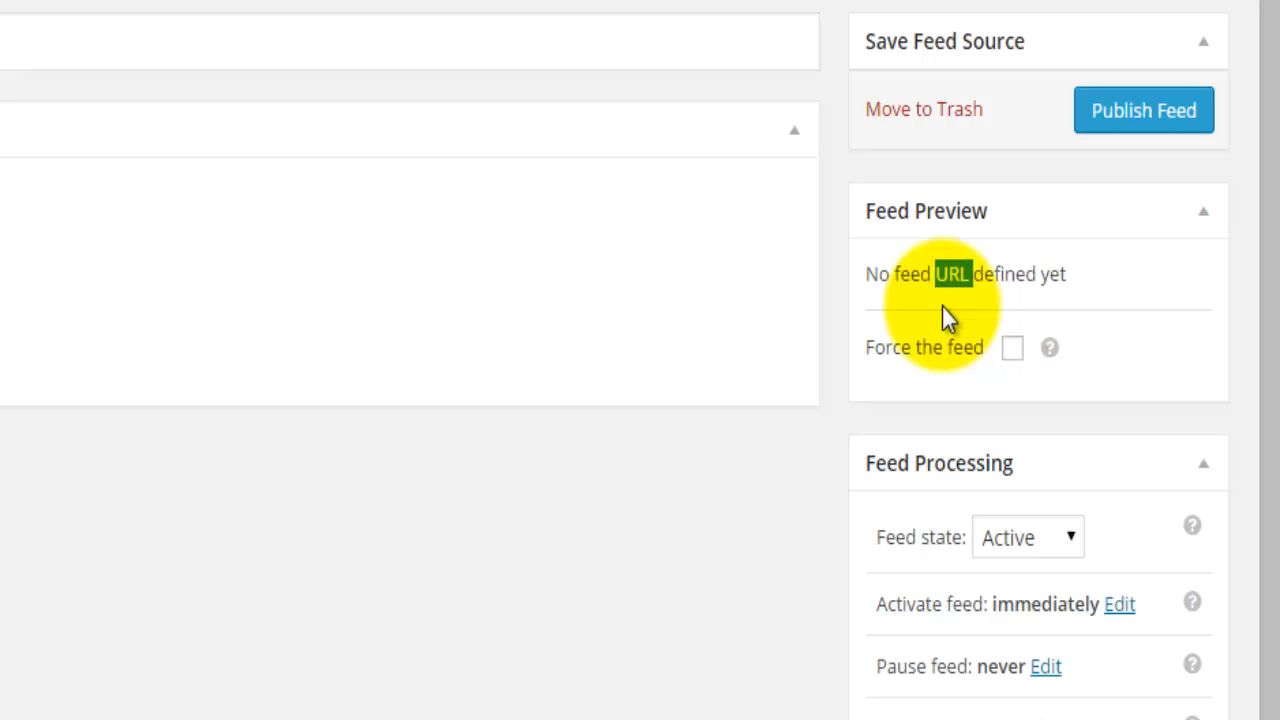 Save Feed Source
Move to Trash
Publish Feed
Feed Preview
No feed URL defined yet
Force the feed
Feed Processing
Feed state: Active
Activate feed: immediately Edit
Pause feed: never Edit